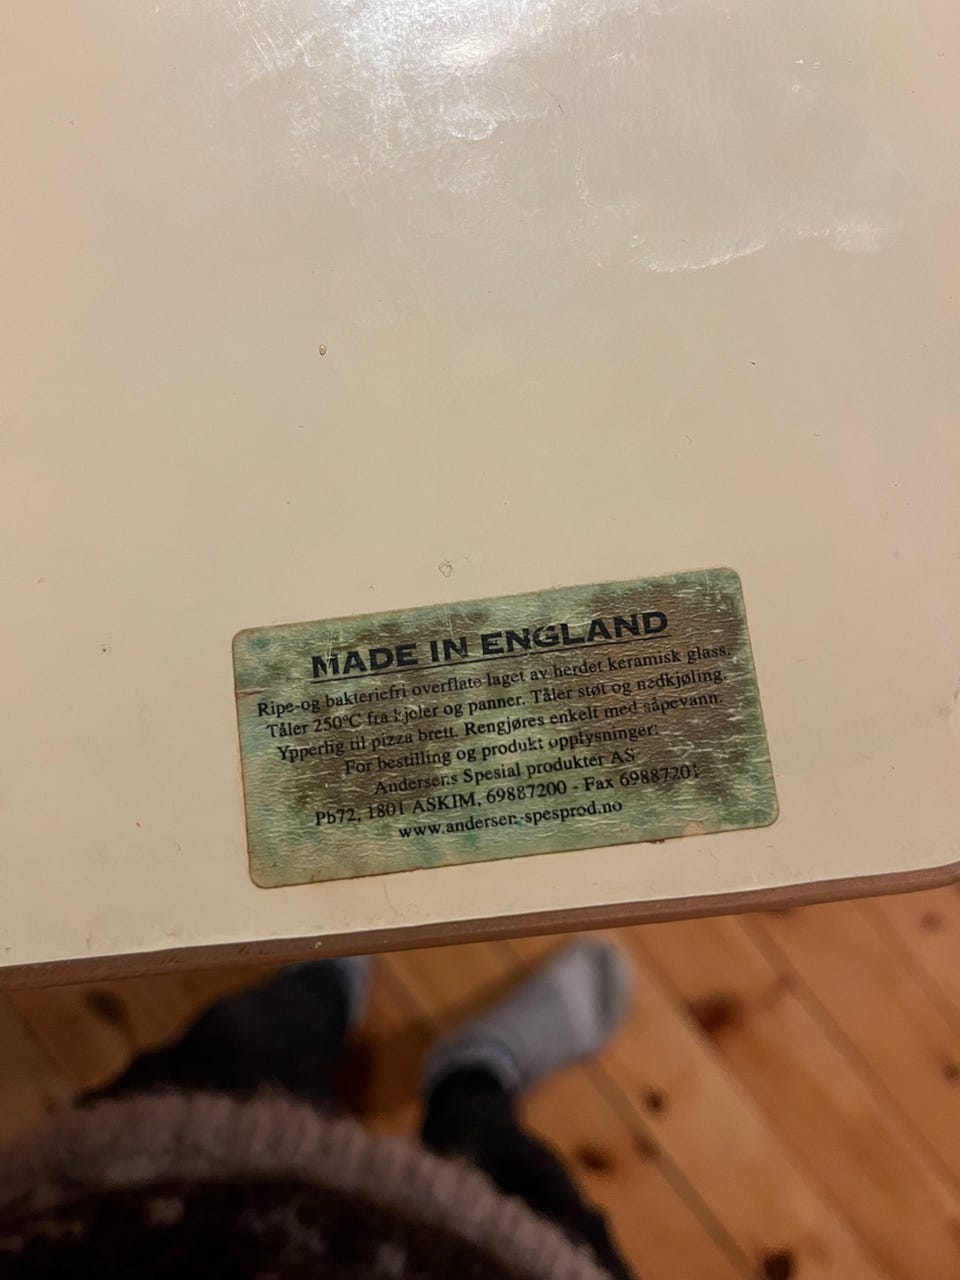 MADE IN ENGLAND
Ripe-og bakteriefri overflate laget av herdet keramisk glass.
Tåler 250°C fra kjeler og panner. Tåler støt og nedkjøling.
Ypperlig til pizza brett. Rengjøres enkelt med såpevann.
For bestilling og produkt opplysninger:
Andersens Spesial produkter AS
Pb72, 1801 ASKIM, 69887200 - Fax 69887201
www.andersen-spesprod.no